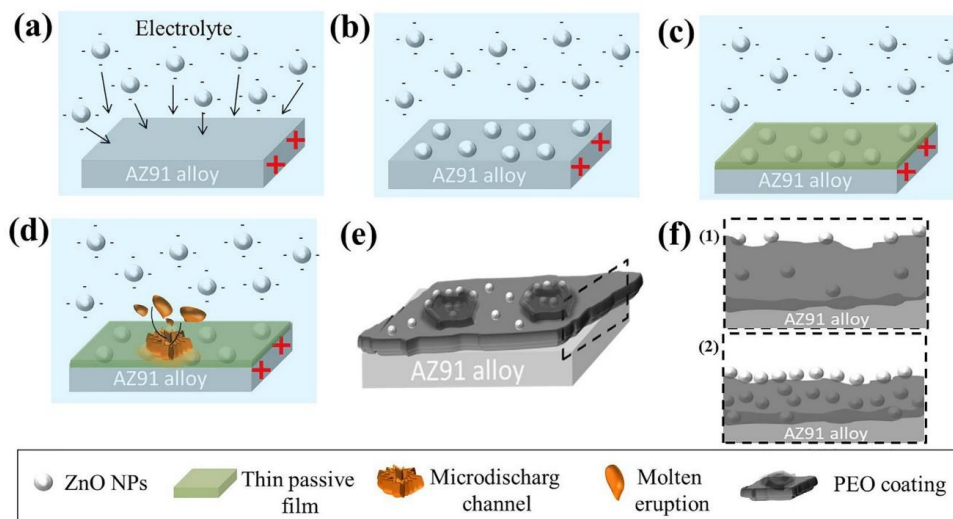 (a)
Electrolyte
AZ91 alloy
(b)
AZ91 alloy
(c)
AZ91 alloy
(d)
AZ91 alloy
(e)
AZ91 alloy
(f)
(1)
AZ91 alloy
(2)
AZ91 alloy
ZnO NPs
Thin passive
film
Microdischarg
channel
Molten
eruption
PEO coating